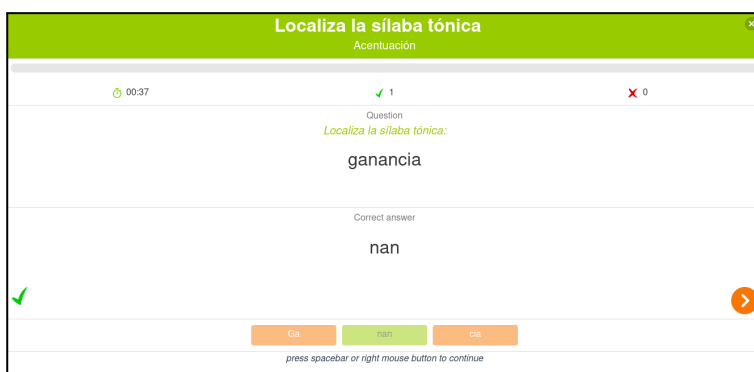 Localiza la sílaba tónica
Acentuación
00:37 1 0
Question
Localiza la sílaba tónica:
ganancia
Correct answer
nan
Ga nan cia
press spacebar or right mouse button to continue